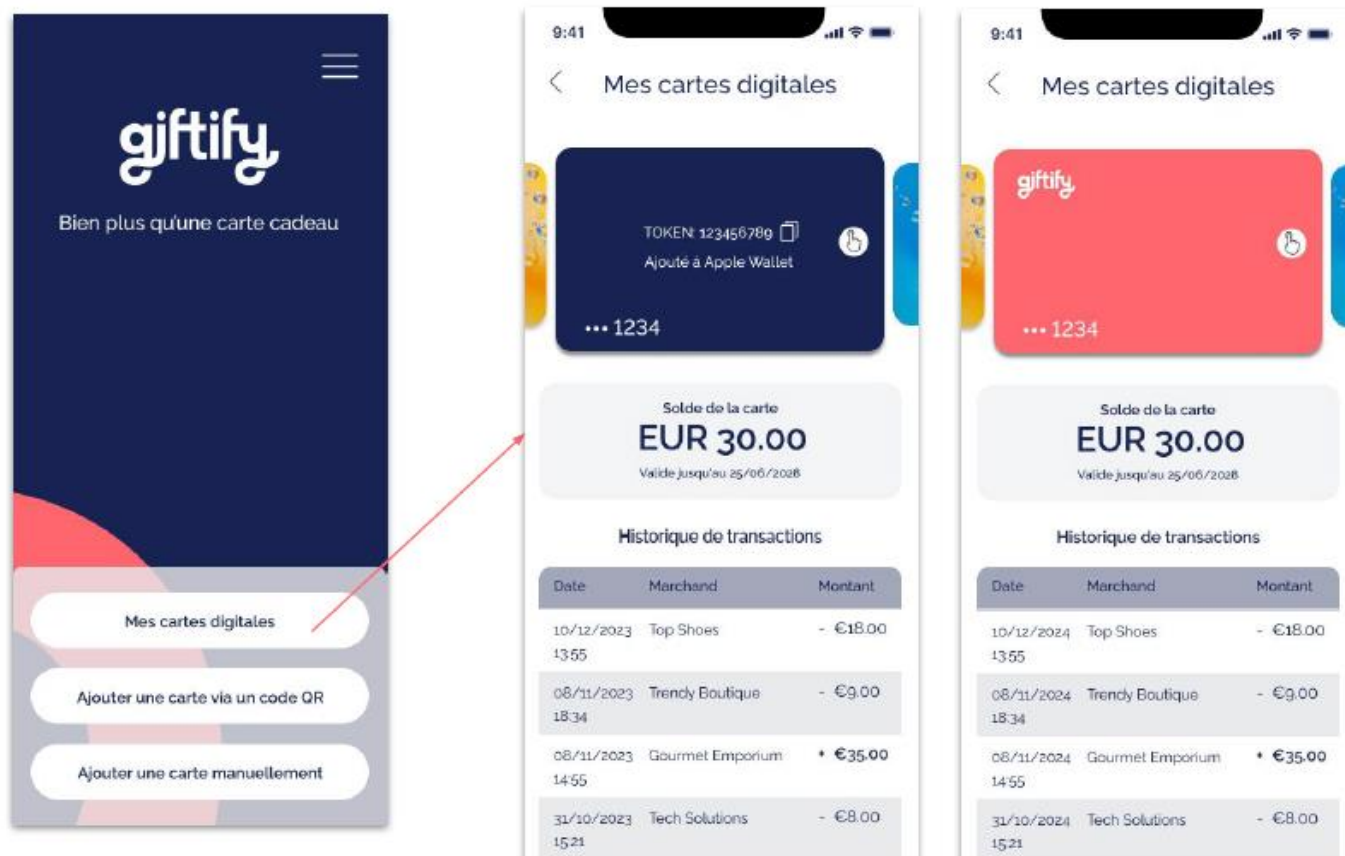 giftify
Bien plus qu'une carte cadeau
Mes cartes digitales
Ajouter une carte via un code QR
Ajouter une carte manuellement
9:41
Mes cartes digitales
TOKEN: 123456789
Ajouté à Apple Wallet
••• 1234
Solde de la carte
EUR 30.00
Valide jusqu'au 25/06/2028
Historique de transactions
Date Marchand Montant
10/12/2023 Top Shoes - €18.00
13:55
08/11/2023 Trendy Boutique - €9.00
18:34
08/11/2023 Gourmet Emporium + €35.00
14:55
31/10/2023 Tech Solutions - €8.00
15:21
9:41
Mes cartes digitales
giftify
••• 1234
Solde de la carte
EUR 30.00
Valide jusqu'au 25/06/2028
Historique de transactions
Date Marchand Montant
10/12/2024 Top Shoes - €18.00
13:55
08/11/2024 Trendy Boutique - €9.00
18:34
08/11/2024 Gourmet Emporium + €35.00
14:55
31/10/2024 Tech Solutions - €8.00
15:21